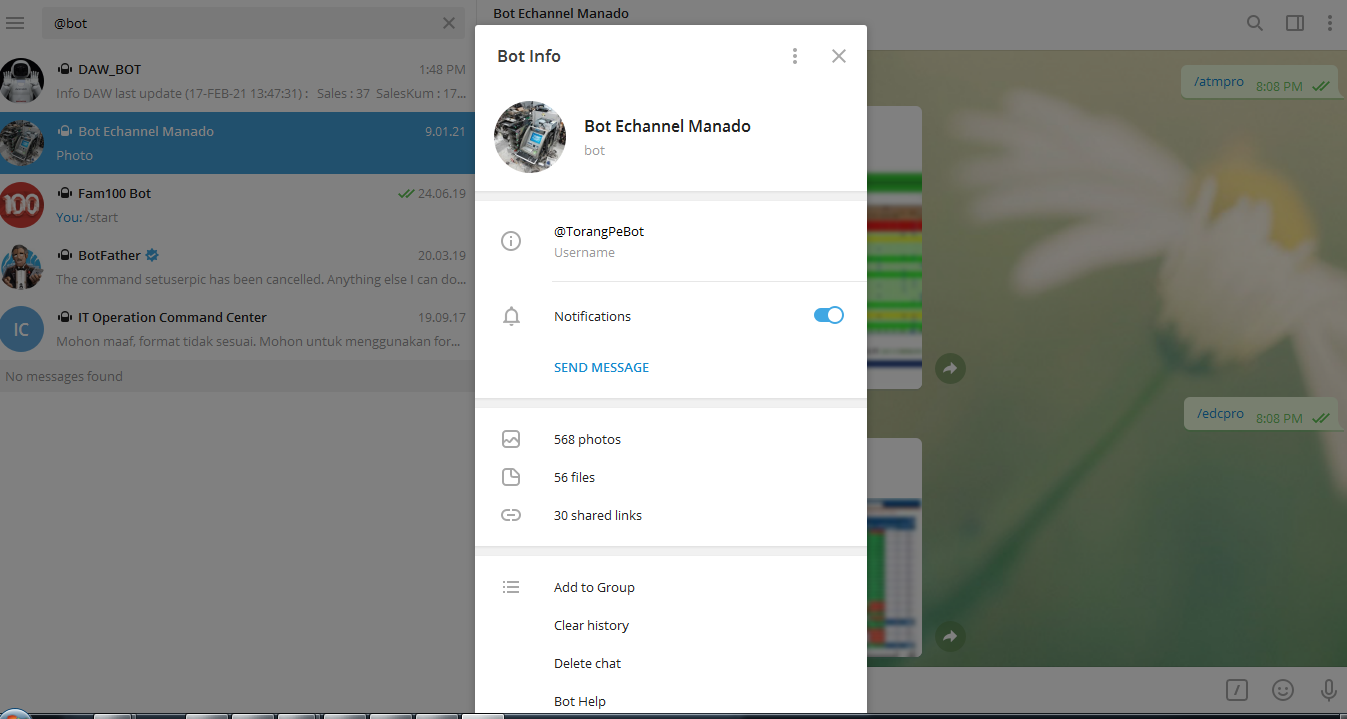 @bot
DAW_BOT
1:48 PM
Info DAW last update (17-FEB-21 13:47:31) : Sales : 37 SalesKum : 17...
Bot Echannel Manado
9.01.21
Photo
100
Fam100 Bot
24.06.19
You: /start
BotFather
20.03.19
The command setuserpic has been cancelled. Anything else I can do...
IC
IT Operation Command Center
19.09.17
Mohon maaf, format tidak sesuai. Mohon untuk menggunakan for...
No messages found
Bot Echannel Manado
Bot Info
Bot Echannel Manado
bot
@TorangPeBot
Username
Notifications
SEND MESSAGE
568 photos
56 files
30 shared links
Add to Group
Clear history
Delete chat
Bot Help
/atmpro 8:08 PM
/edcpro 8:08 PM